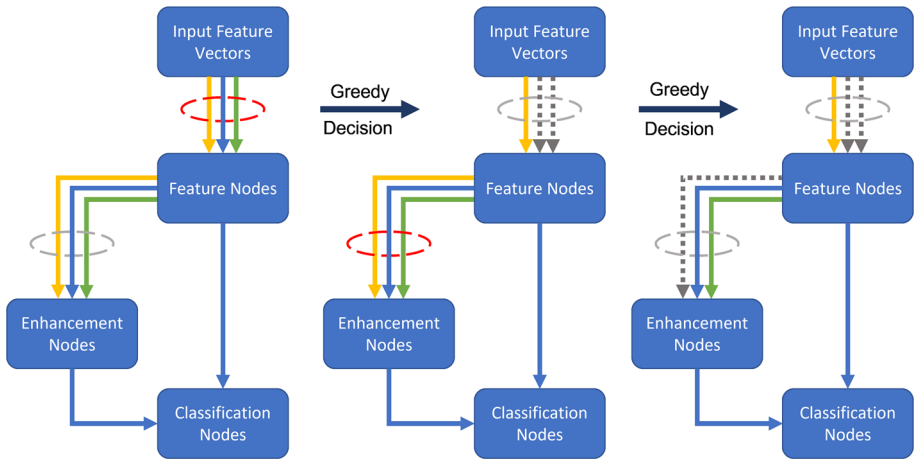 Input Feature
Vectors
Feature Nodes
Enhancement
Nodes
Classification
Nodes
Greedy
Decision
Input Feature
Vectors
Feature Nodes
Enhancement
Nodes
Classification
Nodes
Greedy
Decision
Input Feature
Vectors
Feature Nodes
Enhancement
Nodes
Classification
Nodes